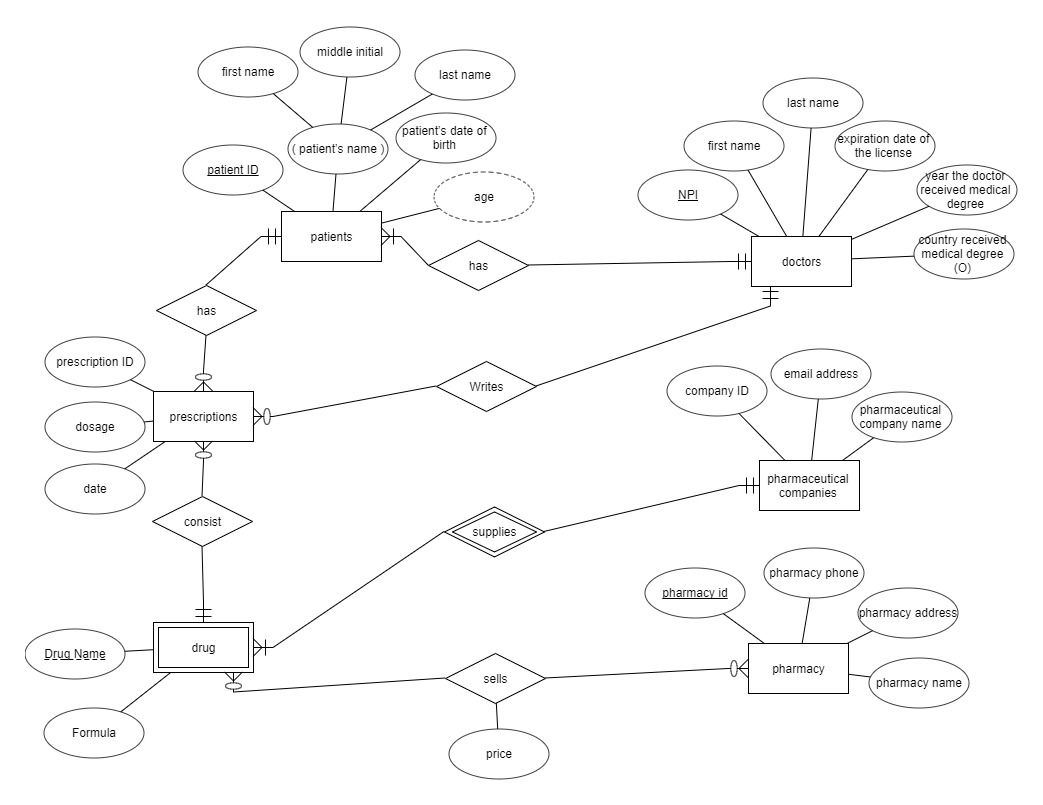 middle initial
first name
last name
( patient's name )
patient's date of
birth
patient ID
age
patients
has
last name
first name
expiration date of
the license
NPI
year the doctor
received medical
degree
country received
medical degree
(O)
doctors
has
prescription ID
dosage
date
prescriptions
Writes
company ID
email address
pharmaceutical
company name
pharmaceutical
companies
consist
supplies
pharmacy id
pharmacy phone
pharmacy address
pharmacy name
pharmacy
Drug Name
drug
Formula
sells
price